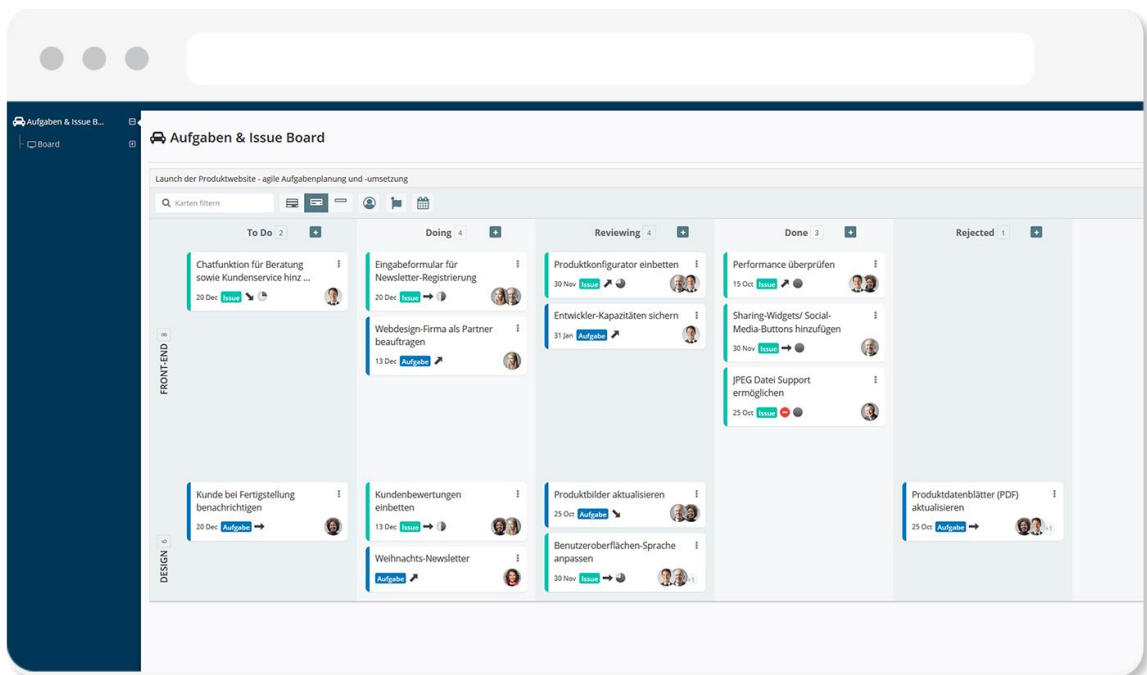 Aufgaben & Issue B...
Board
Aufgaben & Issue Board
Launch der Produktwebsite - agile Aufgabenplanung und -umsetzung
Karten filtern
To Do 2
Doing 4
Reviewing 4
Done 3
Rejected 1
FRONT-END 8
Chatfunktion für Beratung
sowie Kundenservice hinz ...
20 Dec Issue
Eingabeformular für
Newsletter-Registrierung
20 Dec Issue
Webdesign-Firma als Partner
beauftragen
13 Dec Aufgabe
Produktkonfigurator einbetten
30 Nov Issue
Entwickler-Kapazitäten sichern
31 Jan Aufgabe
Performance überprüfen
15 Oct Issue
Sharing-Widgets/ Social-
Media-Buttons hinzufügen
30 Nov Issue
JPEG Datei Support
ermöglichen
25 Oct Issue
DESIGN 6
Kunde bei Fertigstellung
benachrichtigen
20 Dec Aufgabe
Kundenbewertungen
einbetten
13 Dec Issue
Weihnachts-Newsletter
Aufgabe
Produktbilder aktualisieren
25 Oct Aufgabe
Benutzeroberflächen-Sprache
anpassen
30 Nov Issue +1
Produktdatenblätter (PDF)
aktualisieren
25 Oct Aufgabe +1